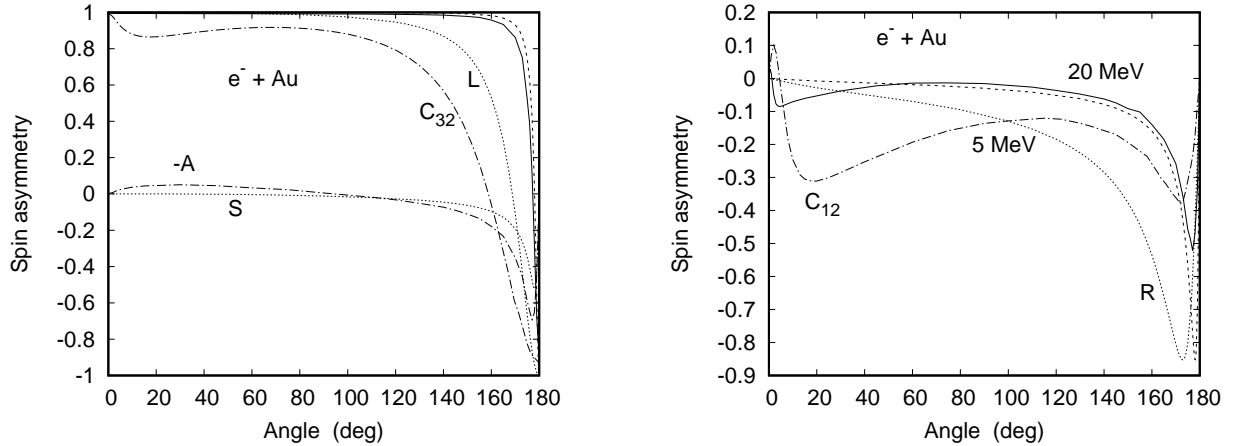 1
0.8
0.6
0.4
0.2
0
-0.2
-0.4
-0.6
-0.8
-1
0 20 40 60 80 100 120 140 160 180
Spin asymmetry
Angle (deg)
e- + Au
L
C32
-A
S
0.2
0.1
0
-0.1
-0.2
-0.3
-0.4
-0.5
-0.6
-0.7
-0.8
-0.9
0 20 40 60 80 100 120 140 160 180
Spin asymmetry
Angle (deg)
e- + Au
20 MeV
5 MeV
C12
R